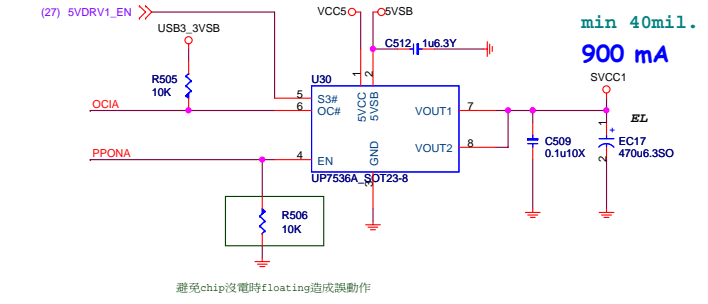 (27) 5VDRV1_EN
VCC5
5VSB
min 40mil.
USB3_3VSB
C512
1u6.3Y
900 mA
SVCC1
R505
10K
U30
1
2
5
S3#
6
OC#
5VCC
5VSB
VOUT1
7
OCIA
EL
1
+
C509
0.1u10X
EC17
470u6.3SO
2
VOUT2
8
PPONA
4
EN
GND
3
UP7536A_SOT23-8
R506
10K
避免chip沒電時floating造成誤動作